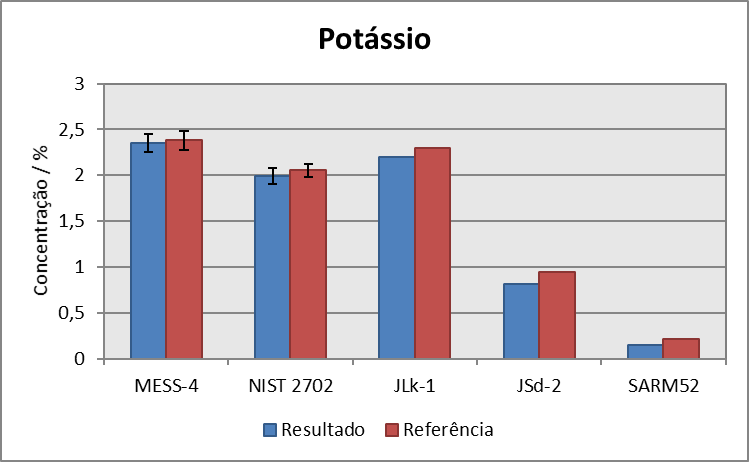 Potássio
Concentração / %
3
2,5
2
1,5
1
0,5
0
MESS-4 NIST 2702 JLk-1 JSd-2 SARM52
Resultado Referência